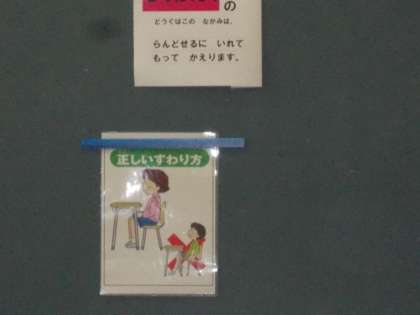 の
どうぐばこの なかみは、
らんどせるに いれて
もって かえります。
正しいすわり方